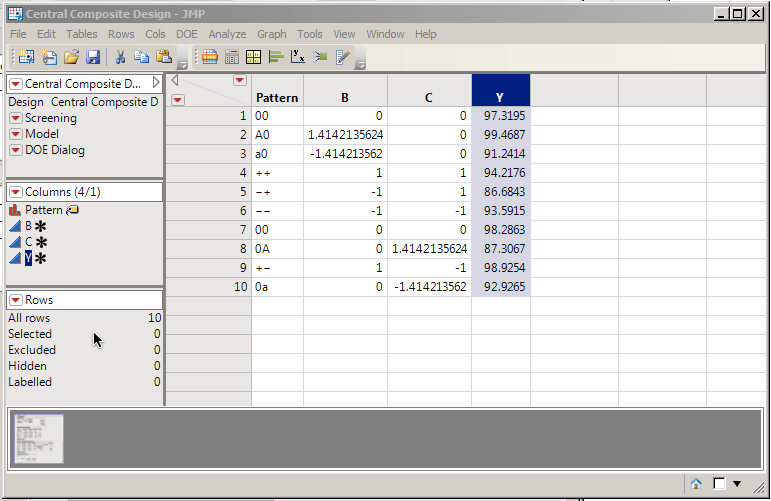 Central Composite Design - JMP
File Edit Tables Rows Cols DOE Analyze Graph Tools View Window Help
Central Composite D...
Design Central Composite D
Screening
Model
DOE Dialog
Columns (4/1)
Pattern
B
C
Y
Rows
All rows 10
Selected 0
Excluded 0
Hidden 0
Labelled 0
Pattern B C Y
1 00 0 0 97.3195
2 A0 1.4142135624 0 99.4687
3 a0 -1.414213562 0 91.2414
4 ++ 1 1 94.2176
5 −+ -1 1 86.6843
6 −− -1 -1 93.5915
7 00 0 0 98.2863
8 0A 0 1.4142135624 87.3067
9 +− 1 -1 98.9254
10 0a 0 -1.414213562 92.9265